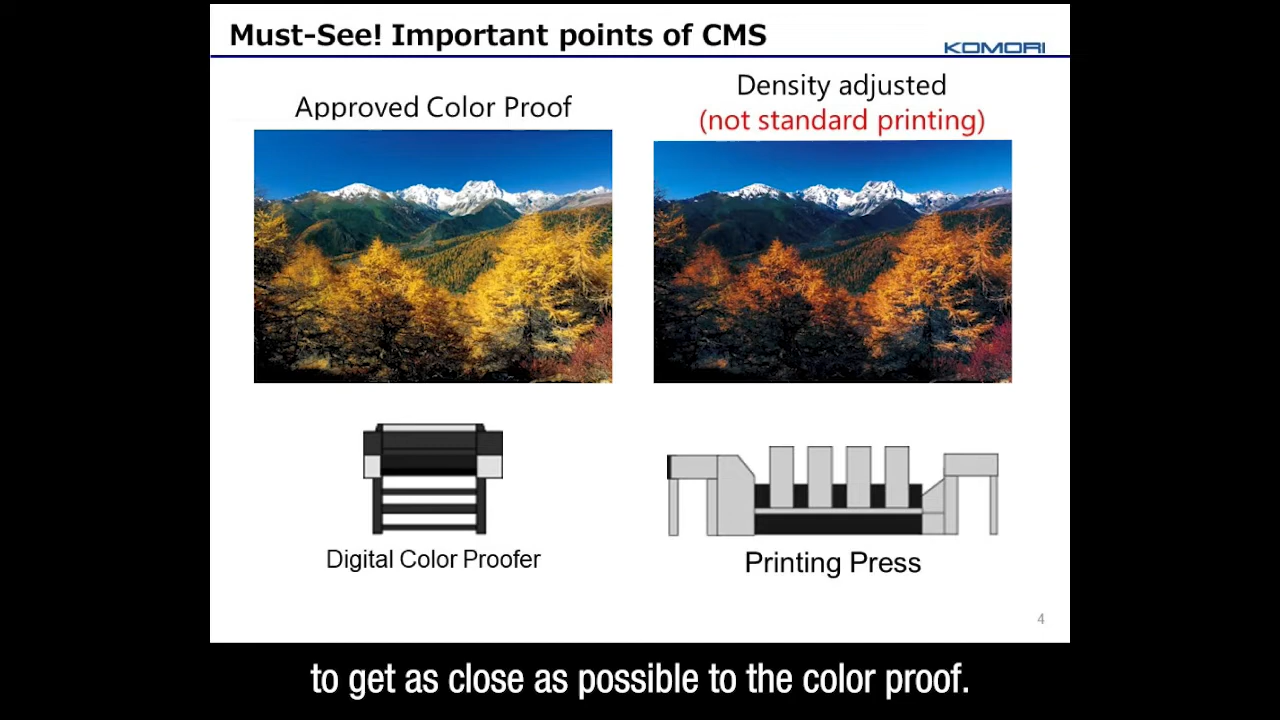 Must-See! Important points of CMS
KOMORI
Approved Color Proof
Density adjusted
(not standard printing)
Digital Color Proofer
Printing Press
4
to get as close as possible to the color proof.